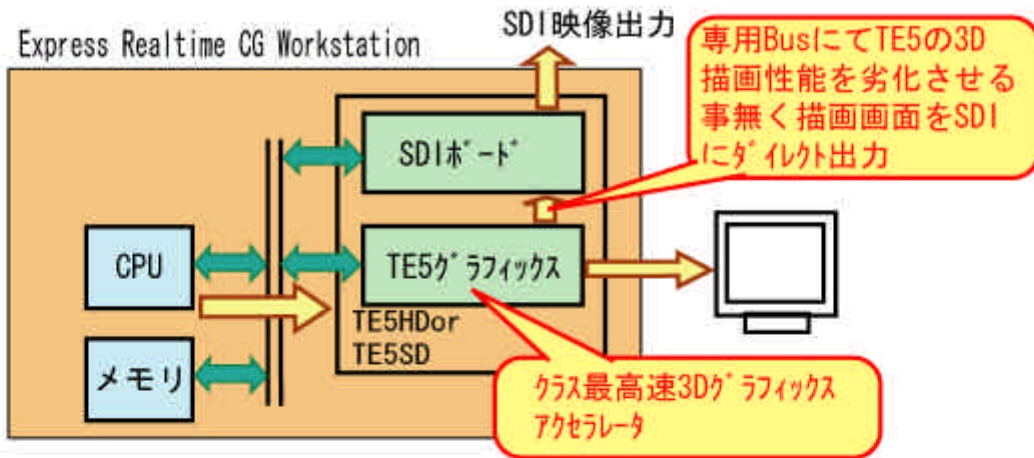 Express Realtime CG Workstation
SDI映像出力
専用BusにてTE5の3D
描画性能を劣化させる
事無く描画画面をSDI
にﾀﾞｲﾚｸﾄ出力
SDIﾎﾞｰﾄﾞ
CPU
TE5ｸﾞﾗﾌｨｯｸｽ
TE5HDor
TE5SD
メモリ
ｸﾗｽ最高速3Dｸﾞﾗﾌｨｯｸｽ
ｱｸｾﾗﾚｰﾀ